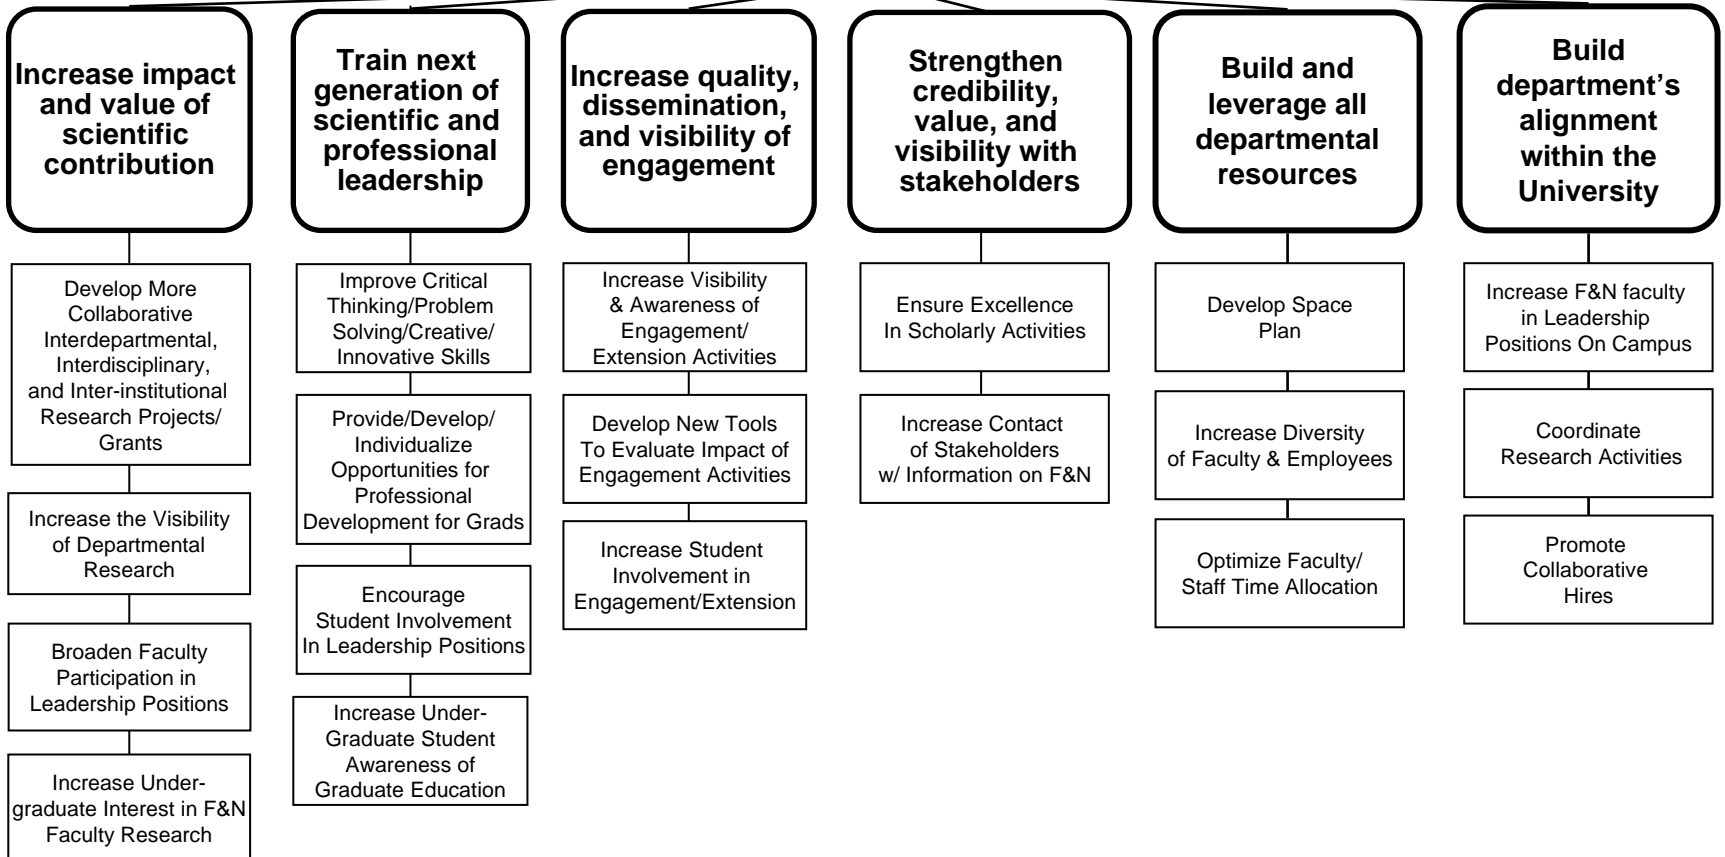 Increase impact
and value of
scientific
contribution
Develop More
Collaborative
Interdepartmental,
Interdisciplinary,
and Inter-institutional
Research Projects/
Grants
Increase the Visibility
of Departmental
Research
Broaden Faculty
Participation in
Leadership Positions
Increase Under-
graduate Interest in F&N
Faculty Research
Train next
generation of
scientific and
professional
leadership
Improve Critical
Thinking/Problem
Solving/Creative/
Innovative Skills
Provide/Develop/
Individualize
Opportunities for
Professional
Development for Grads
Encourage
Student Involvement
In Leadership Positions
Increase Under-
Graduate Student
Awareness of
Graduate Education
Increase quality,
dissemination,
and visibility of
engagement
Increase Visibility
& Awareness of
Engagement/
Extension Activities
Develop New Tools
To Evaluate Impact of
Engagement Activities
Increase Student
Involvement in
Engagement/Extension
Strengthen
credibility,
value, and
visibility with
stakeholders
Ensure Excellence
In Scholarly Activities
Increase Contact
of Stakeholders
w/ Information on F&N
Build and
leverage all
departmental
resources
Develop Space
Plan
Increase Diversity
of Faculty & Employees
Optimize Faculty/
Staff Time Allocation
Build
department’s
alignment
within the
University
Increase F&N faculty
in Leadership
Positions On Campus
Coordinate
Research Activities
Promote
Collaborative
Hires